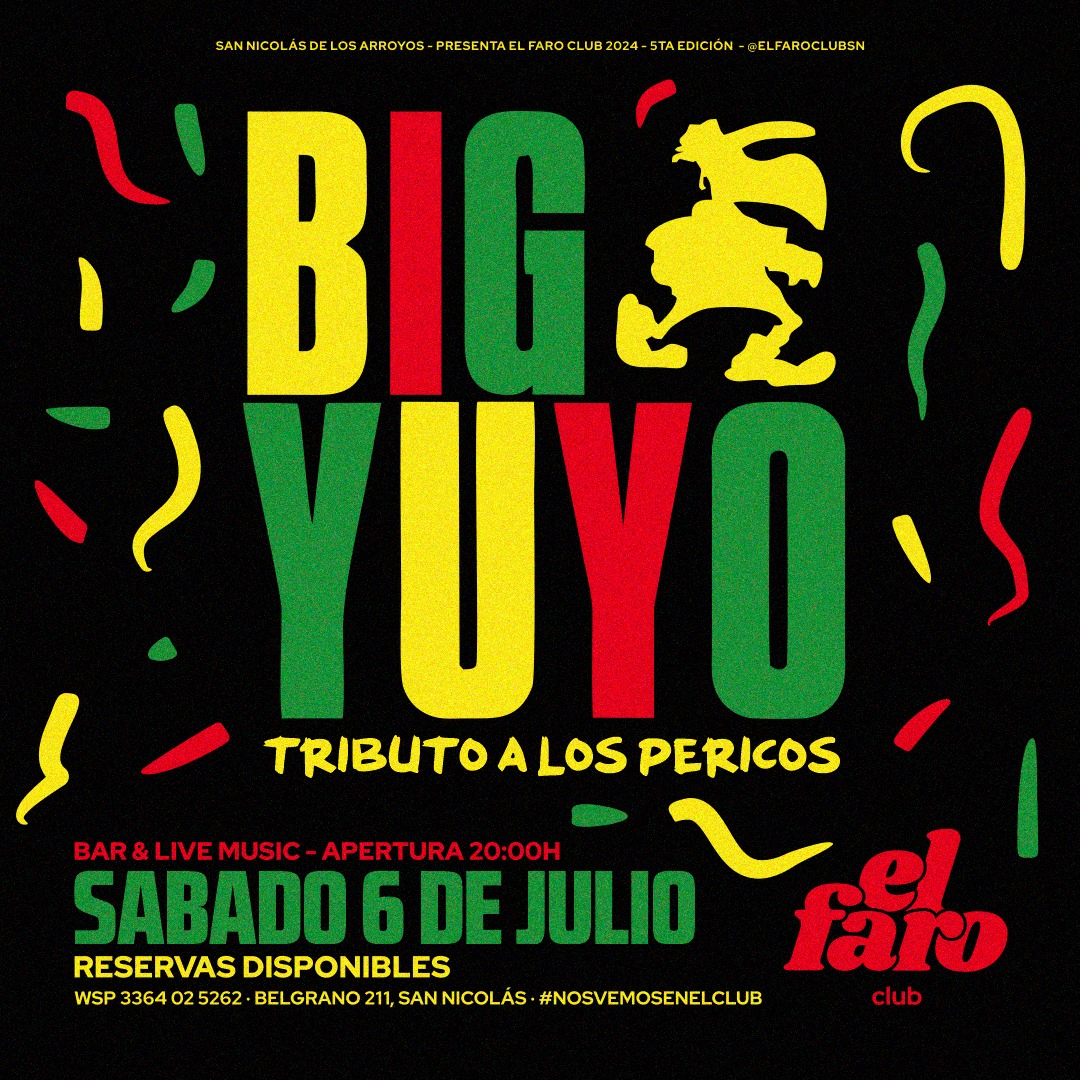 SAN NICOLÁS DE LOS ARROYOS - PRESENTA EL FARO CLUB 2024 - 5TA EDICIÓN - @ELFAROCLUBSN
BIG
YUYO
TRIBUTO A LOS PERICOS
BAR & LIVE MUSIC - APERTURA 20:00H
SABADO 6 DE JULIO
RESERVAS DISPONIBLES
WSP 3364 02 5262 · BELGRANO 211, SAN NICOLÁS · #NOSVEMOSENELCLUB
el
faro
club